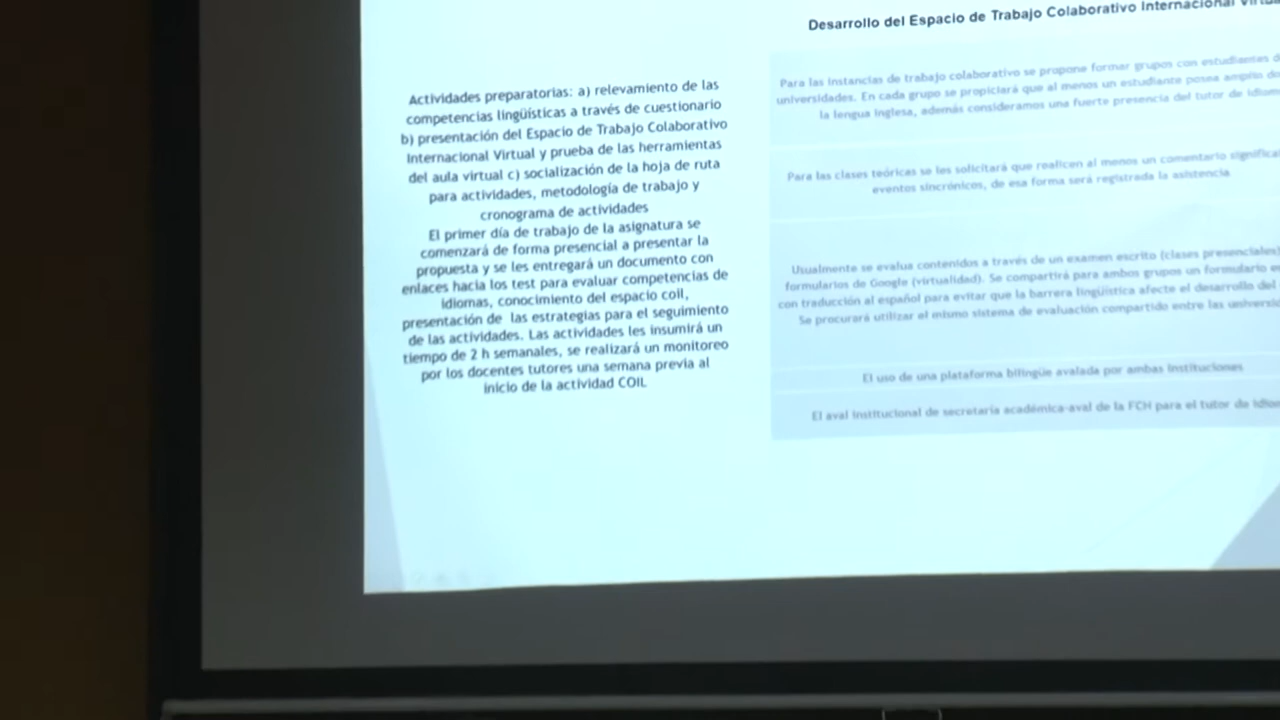 Desarrollo del Espacio de Trabajo Colaborativo Internacional
Actividades preparatorias: a) relevamiento de las
competencias lingüísticas a través de cuestionario
b) presentación del Espacio de Trabajo Colaborativo
Internacional Virtual y prueba de las herramientas
del aula virtual c) socialización de la hoja de ruta
para actividades, metodología de trabajo y
cronograma de actividades
El primer día de trabajo de la asignatura se
comenzará de forma presencial a presentar la
propuesta y se les entregará un documento con
enlaces hacia los test para evaluar competencias de
idiomas, conocimiento del espacio coil,
presentación de las estrategias para el seguimiento
de las actividades. Las actividades les insumirá un
tiempo de 2 h semanales, se realizará un monitoreo
por los docentes tutores una semana previa al
inicio de la actividad COIL
Para las instancias de trabajo colaborativo se propone formar grupos con estudiantes
universidades. En cada grupo se propiciará que al menos un estudiante posea amplio
la lengua inglesa, además consideramos una fuerte presencia del tutor de
Para las clases teóricas se les solicitará que realicen al menos un comentario
eventos sincrónicos, de esa forma será registrada la asistencia
Usualmente se evalua contenidos a través de un examen escrito (clases presenciales)
formularios de Google (virtualidad). Se compartirá para ambos grupos un formulario
con traducción al español para evitar que la barrera lingüística afecte el desarrollo del
Se procurará utilizar el mismo sistema de evaluación compartido entre las
El uso de una plataforma bilingüe avalada por ambas instituciones
El aval institucional de secretaría académica-aval de la FCH para el tutor de